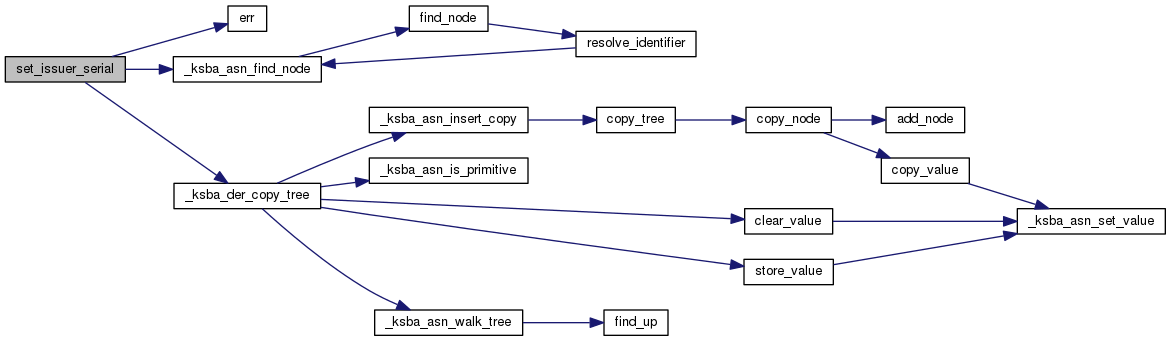 err
find_node
resolve_identifier
set_issuer_serial
_ksba_asn_find_node
_ksba_asn_insert_copy
copy_tree
copy_node
add_node
_ksba_asn_is_primitive
copy_value
_ksba_der_copy_tree
clear_value
_ksba_asn_set_value
store_value
_ksba_asn_walk_tree
find_up